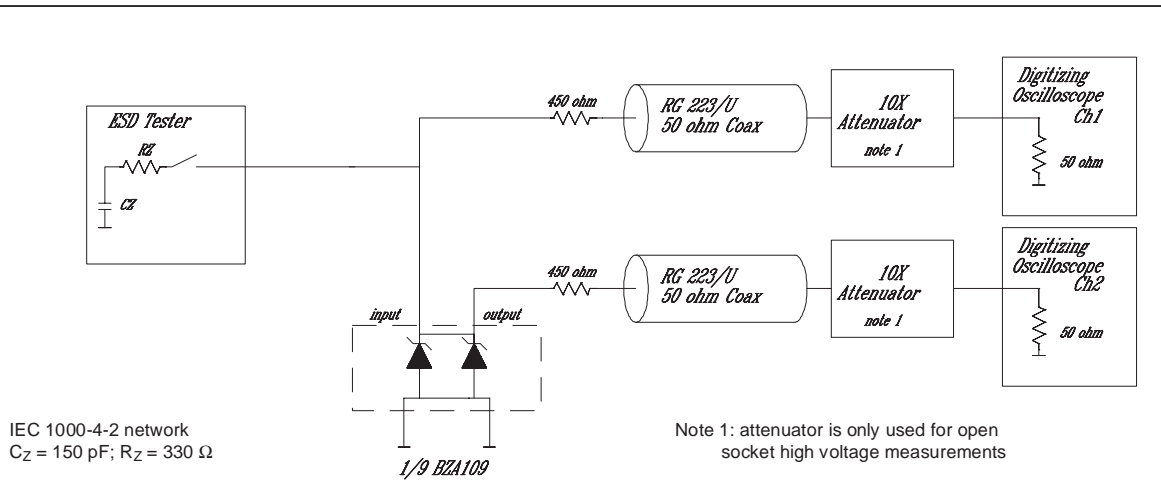 ESD Tester
RZ
CZ
450 ohm
RG 223/U
50 ohm Coax
10X
Attenuator
note 1
Digitizing
Oscilloscope
Ch1
50 ohm
450 ohm
RG 223/U
50 ohm Coax
10X
Attenuator
note 1
Digitizing
Oscilloscope
Ch2
50 ohm
input
output
1/9 BZA109
IEC 1000-4-2 network
CZ = 150 pF; RZ = 330 Ω
Note 1: attenuator is only used for open
socket high voltage measurements